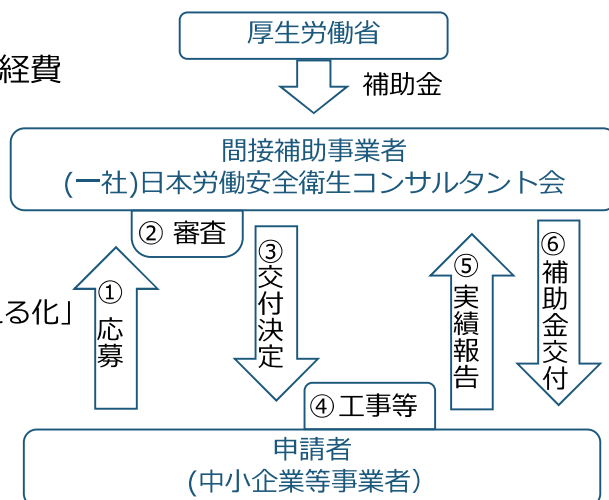 厚生労働省
経費
補助金
間接補助事業者
(一社)日本労働安全衛生コンサルタント会
② 審査
① 応募
③交付決定
⑤実績報告
⑥補助金交付
る化」
④工事等
申請者
(中小企業等事業者）